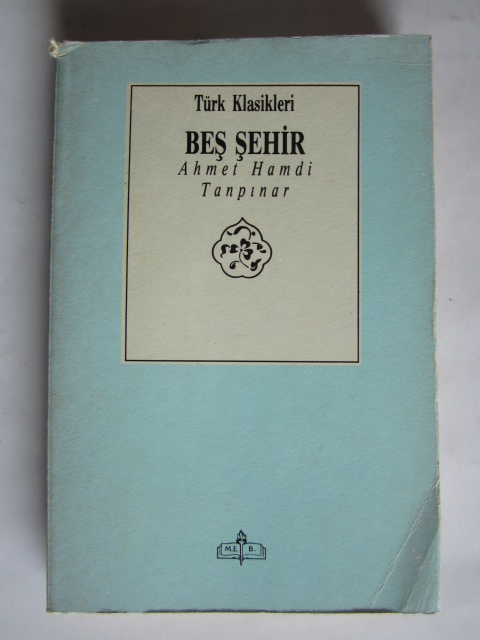 Türk Klasikleri
BEŞ ŞEHİR
Ahmet Hamdi
Tanpınar
M.E. B.